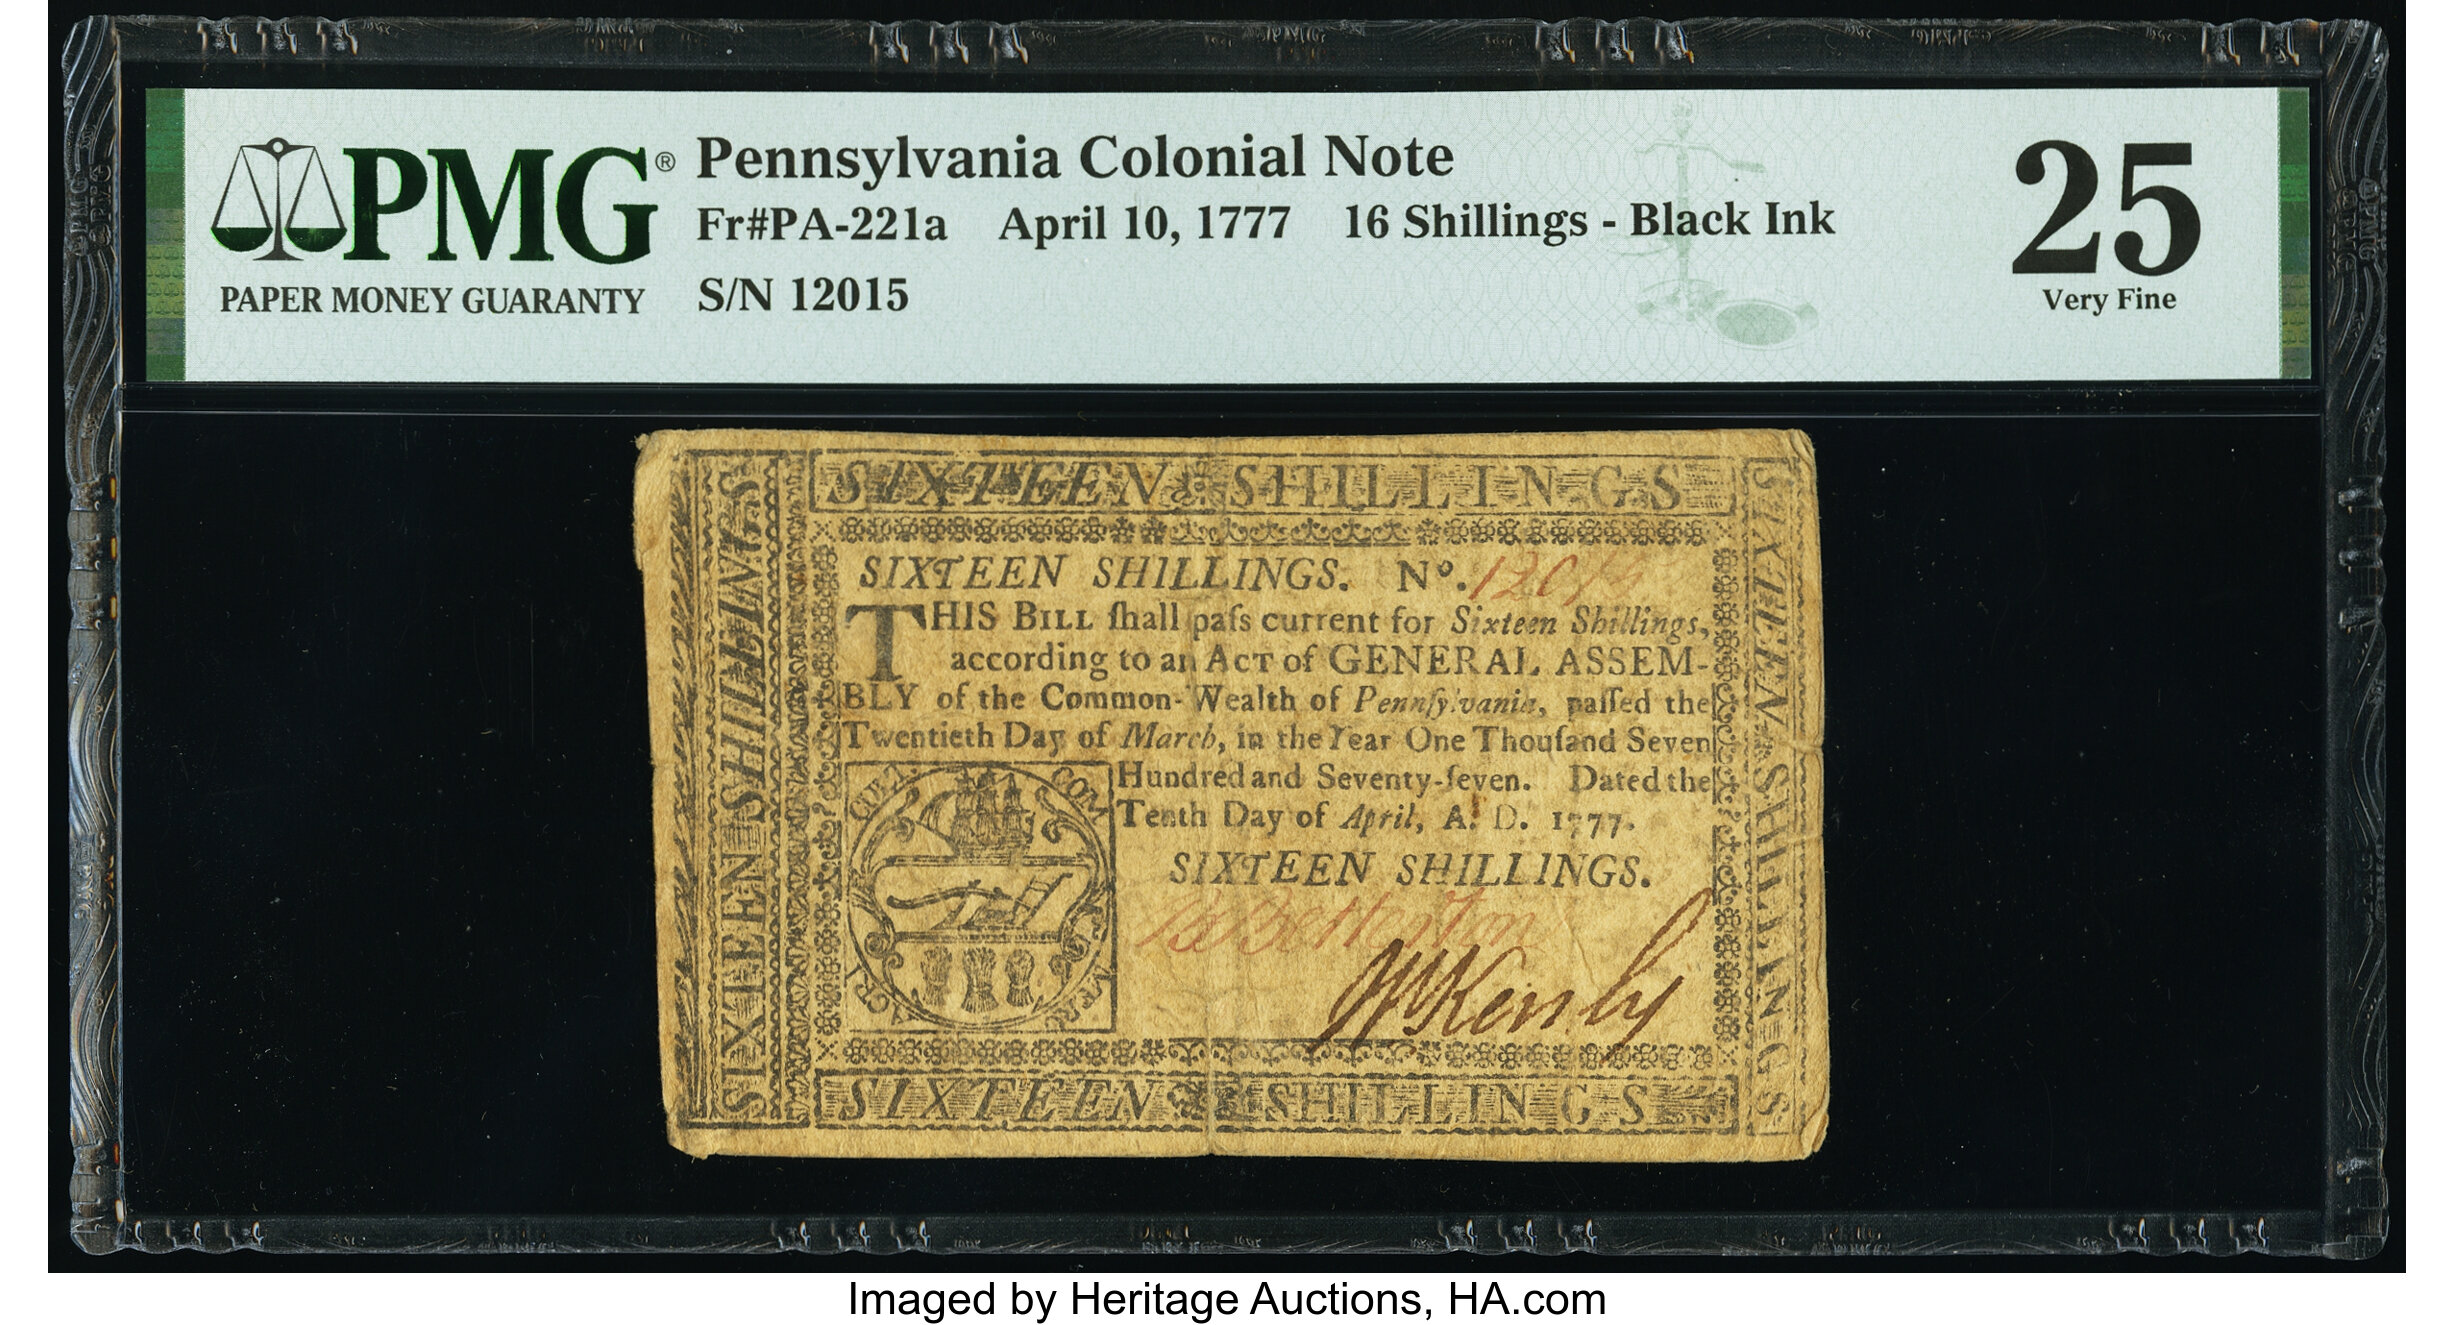 PMG®
PAPER MONEY GUARANTY
Pennsylvania Colonial Note
Fr#PA-221a April 10, 1777 16 Shillings - Black Ink
S/N 12015
25
Very Fine
SIXTEEN SHILLINGS
SIXTEEN SHILLINGS
SIXTEEN SHILLINGS
SIXTEEN SHILLINGS. No. 12015
THIS BILL ſhall paſs current for Sixteen Shillings,
according to an ACT of GENERAL ASSEM-
BLY of the Common-Wealth of Pennſylvania, paſſed the
Twentieth Day of March, in the Year One Thouſand Seven
Hundred and Seventy-ſeven. Dated the
Tenth Day of April, A. D. 1777.
SIXTEEN SHILLINGS.
SIXTEEN SHILLINGS
Imaged by Heritage Auctions, HA.com